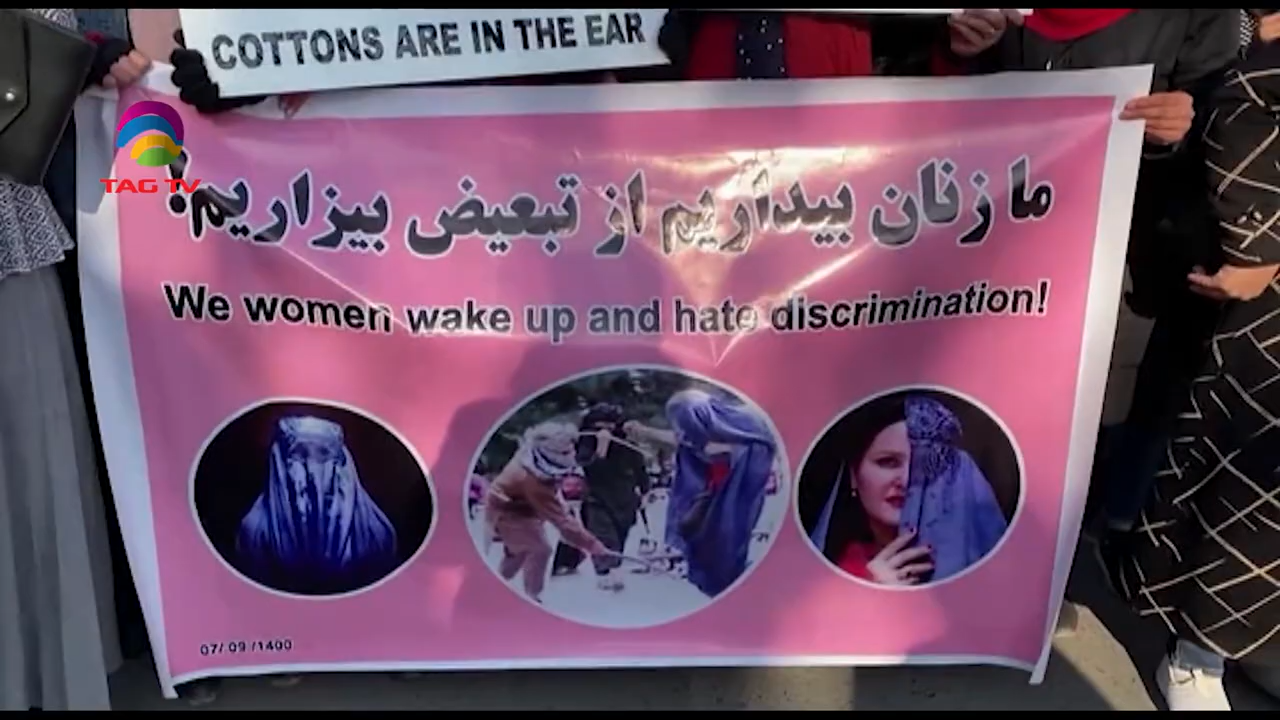 COTTONS ARE IN THE EAR
TAG TV
ما زنان بیداریم از تبعیض بیزاریم!
We women wake up and hate discrimination!
07/ 09 /1400